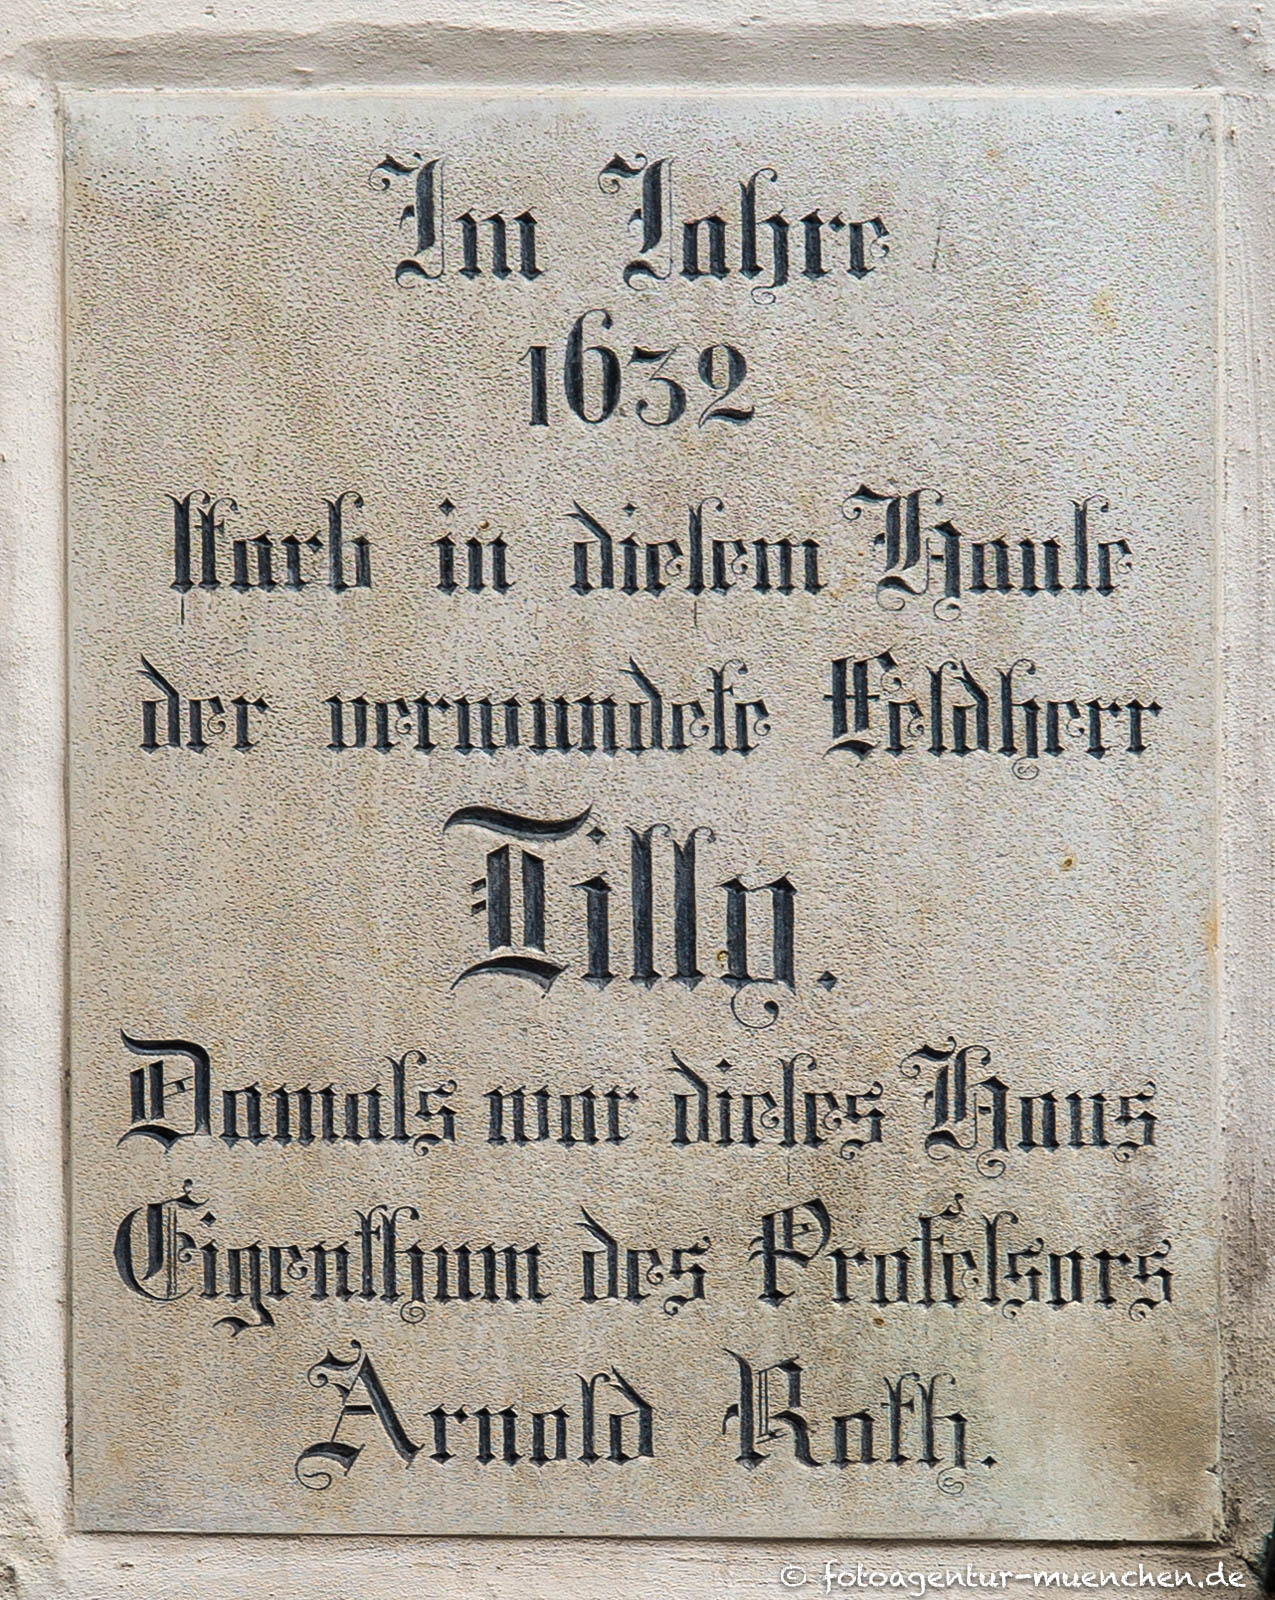 Im Jahre
1632
ſtarb in dieſem Hauſe
der verwundete Feldherr
Tilly.
Damals war dieſes Haus
Eigenthum des Profeſsors
Arnold Rath.
© fotoagentur-muenchen.de